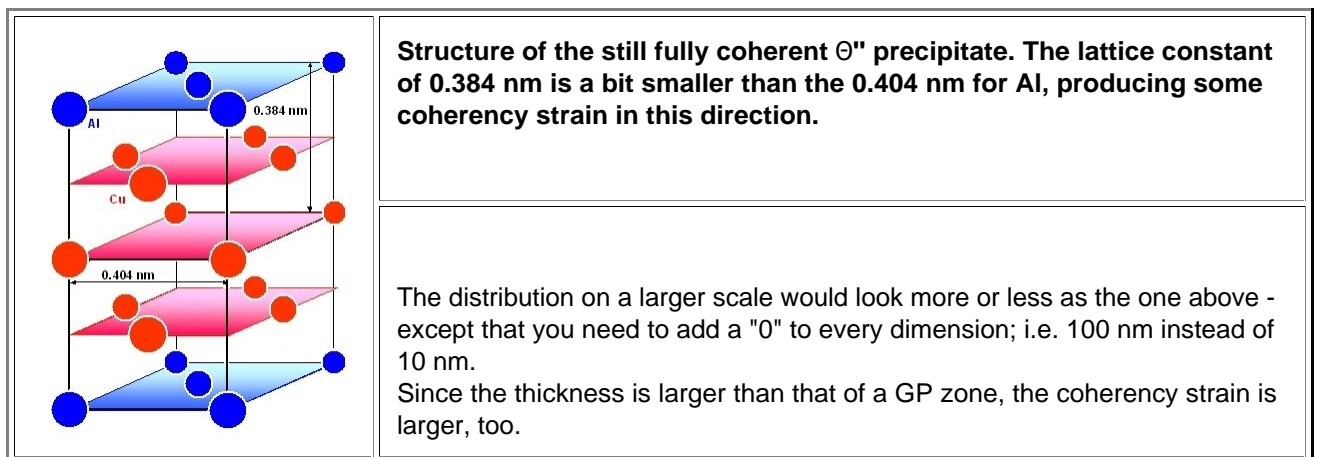 Al
0.384 nm
Cu
0.404 nm
Structure of the still fully coherent Θ" precipitate. The lattice constant
of 0.384 nm is a bit smaller than the 0.404 nm for Al, producing some
coherency strain in this direction.
The distribution on a larger scale would look more or less as the one above -
except that you need to add a "0" to every dimension; i.e. 100 nm instead of
10 nm.
Since the thickness is larger than that of a GP zone, the coherency strain is
larger, too.